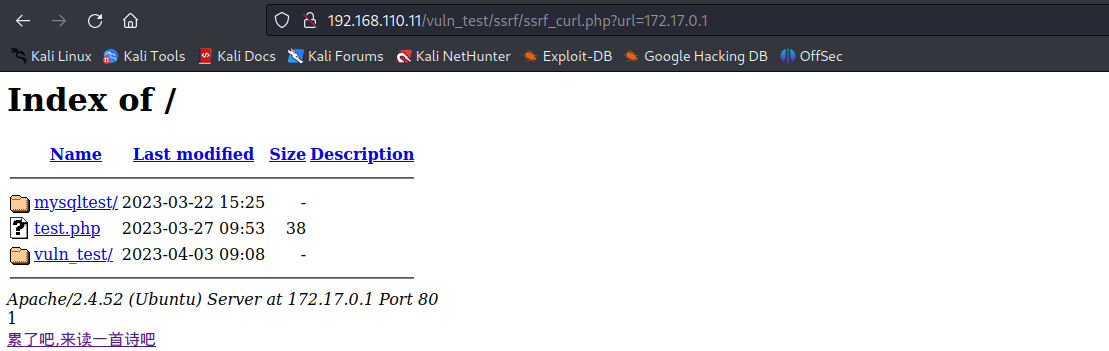 192.168.110.11/vuln_test/ssrf/ssrf_curl.php?url=172.17.0.1
Kali Linux Kali Tools Kali Docs Kali Forums Kali NetHunter Exploit-DB Google Hacking DB OffSec
Index of /
Name Last modified Size Description
mysqltest/ 2023-03-22 15:25 -
test.php 2023-03-27 09:53 38
vuln_test/ 2023-04-03 09:08 -
Apache/2.4.52 (Ubuntu) Server at 172.17.0.1 Port 80
1
累了吧,来读一首诗吧